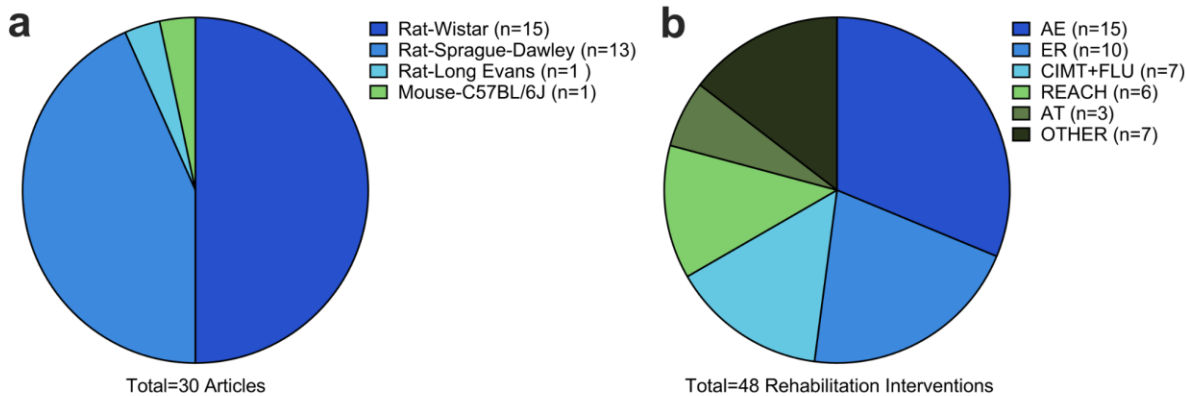 a
Rat-Wistar (n=15)
Rat-Sprague-Dawley (n=13)
Rat-Long Evans (n=1 )
Mouse-C57BL/6J (n=1)
Total=30 Articles
b
AE (n=15)
ER (n=10)
CIMT+FLU (n=7)
REACH (n=6)
AT (n=3)
OTHER (n=7)
Total=48 Rehabilitation Interventions